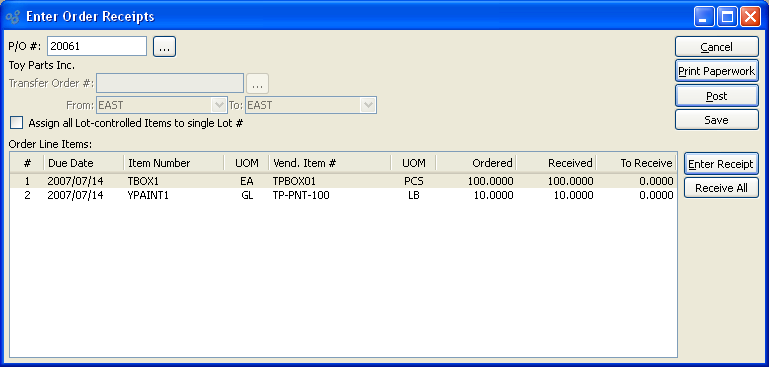 Enter Order Receipts
P/O #: 20061 ... Cancel
Toy Parts Inc. Print Paperwork
Transfer Order #: ... Post
From: EAST To: EAST
Assign all Lot-controlled Items to single Lot # Save
Order Line Items:
# Due Date Item Number UOM Vend. Item # UOM Ordered Received To Receive Enter Receipt
1 2007/07/14 TBOX1 EA TPBOX01 PCS 100.0000 100.0000 0.0000 Receive All
2 2007/07/14 YPAINT1 GL TP-PNT-100 LB 10.0000 10.0000 0.0000